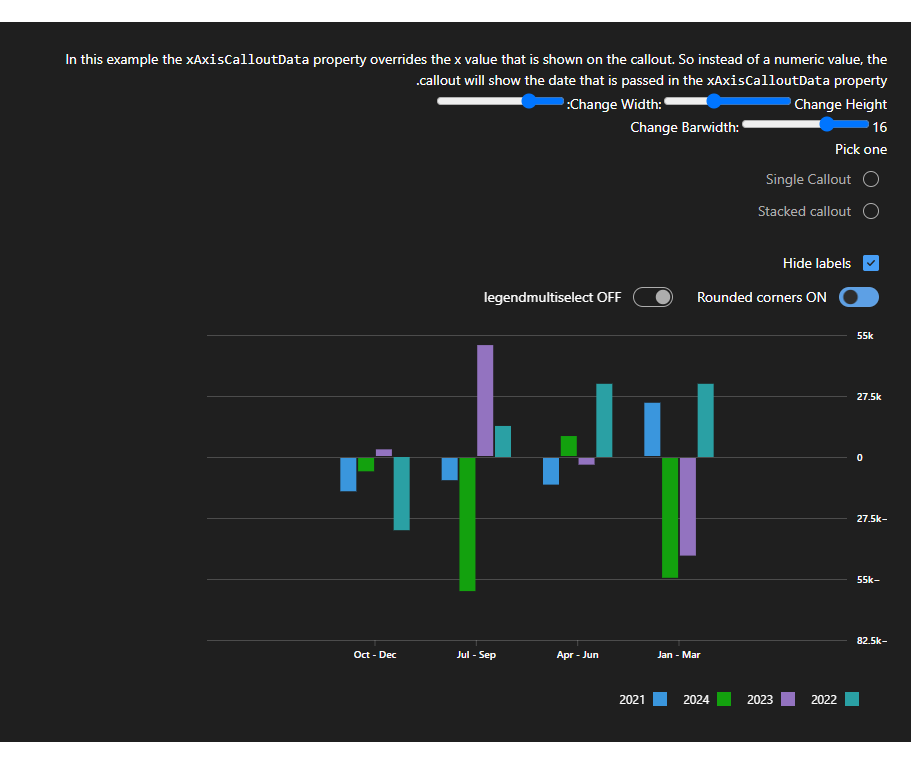 In this example the xAxisCalloutData property overrides the x value that is shown on the callout. So instead of a numeric value, the
.callout will show the date that is passed in the xAxisCalloutData property
:Change Width: Change Height
Change Barwidth: 16
Pick one
Single Callout
Stacked callout
Hide labels
legendmultiselect OFF Rounded corners ON
55k
27.5k
0
27.5k−
55k−
82.5k−
Oct - Dec Jul - Sep Apr - Jun Jan - Mar
2021 2024 2023 2022